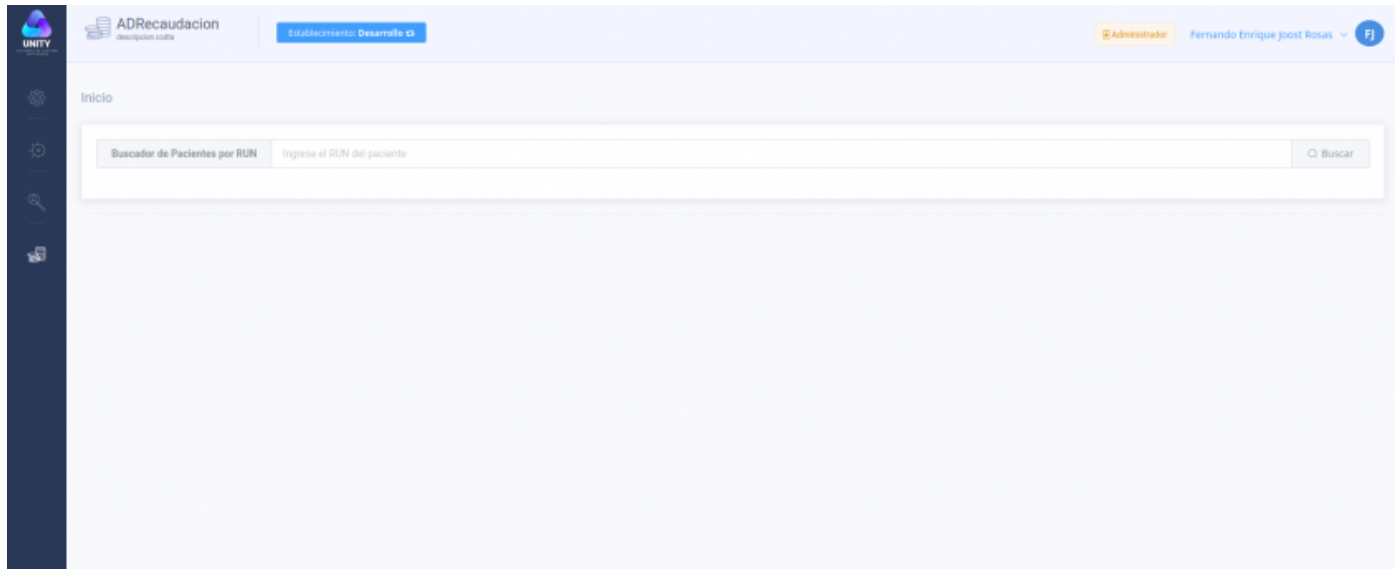 UNITY
ADRecaudacion
descripcion codta
Establecimiento: Desarrollo
Administrador
Fernando Enrique Joost Rosas
FJ
Inicio
Buscador de Pacientes por RUN
Ingrese el RUN del paciente
Buscar